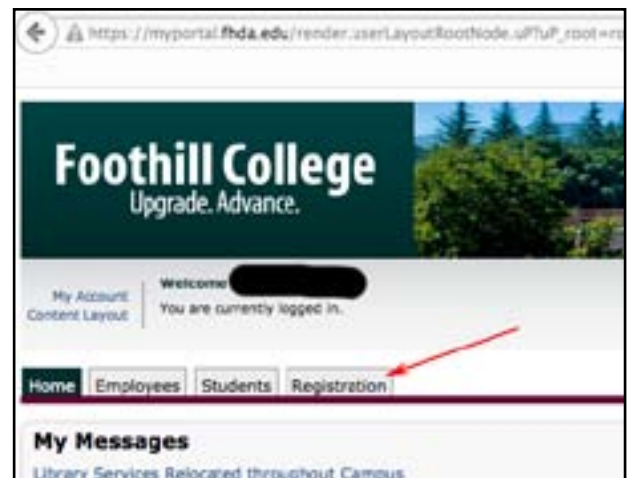 https://myportal.fhda.edu/render.userLayoutRootNode.uP?uP_root=ro
Foothill College
Upgrade. Advance.
My Account
Content Layout
Welcome
You are currently logged in.
Home Employees Students Registration
My Messages
Library Services Relocated throughout Campus